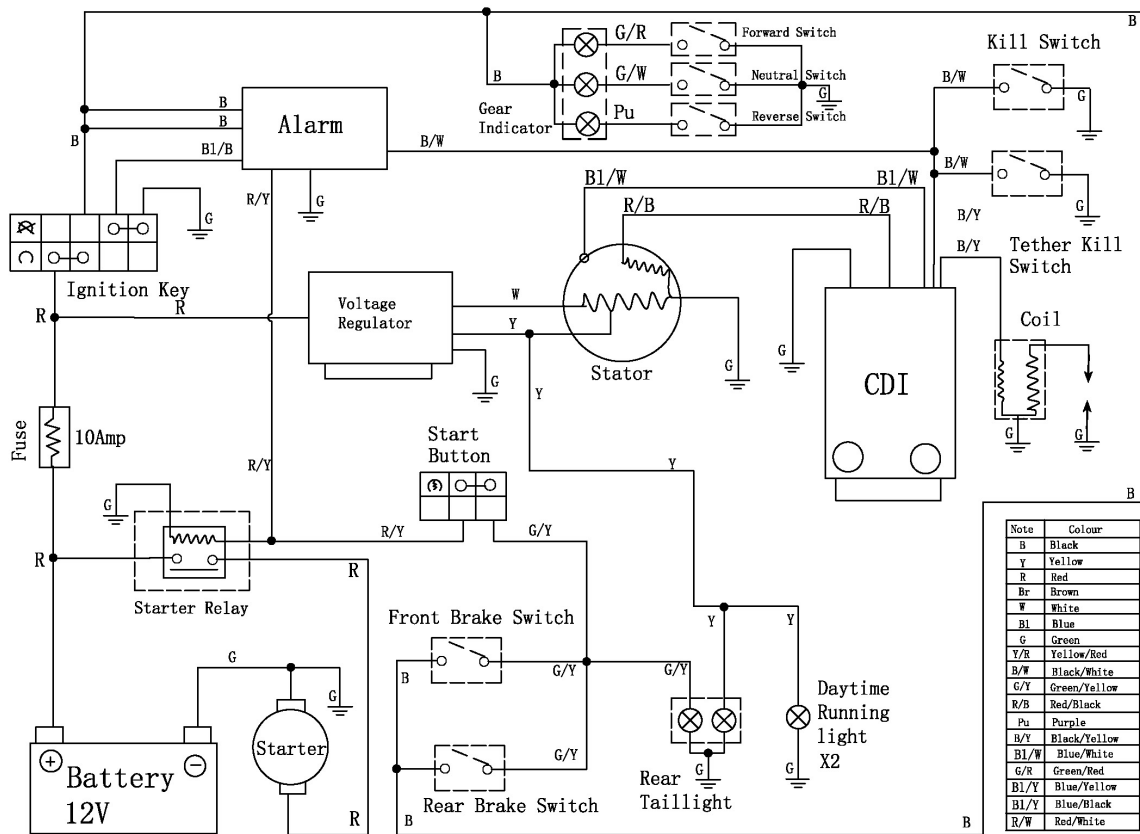 B
G/R
Forward Switch
Kill Switch
B
G/W
Neutral Switch
B/W
G
G
Gear
Indicator
Pu
Reverse Switch
B
B
B
Alarm
B/W
B/W
Bl/B
R/Y
G
G
Bl/W
Bl/W
R/B
R/B
G
B/Y
B/Y
Tether Kill
Switch
Ignition Key
R
R
Voltage
Regulator
W
Y
G
Stator
G
G
Y
CDI
Coil
G
G
Fuse
10Amp
Start
Button
R/Y
Y
G
R/Y
G/Y
B
R
R
Starter Relay
Front Brake Switch
B
G/Y
G/Y
Y
Y
G
G
Starter
Battery
12V
R
G/Y
Rear Brake Switch
B
G
Rear
Taillight
G
Daytime
Running
light
X2
B
Note Colour
B Black
Y Yellow
R Red
Br Brown
W White
Bl Blue
G Green
Y/R Yellow/Red
B/W Black/White
G/Y Green/Yellow
R/B Red/Black
Pu Purple
B/Y Black/Yellow
Bl/W Blue/White
G/R Green/Red
Bl/Y Blue/Yellow
Bl/Y Blue/Black
R/W Red/White